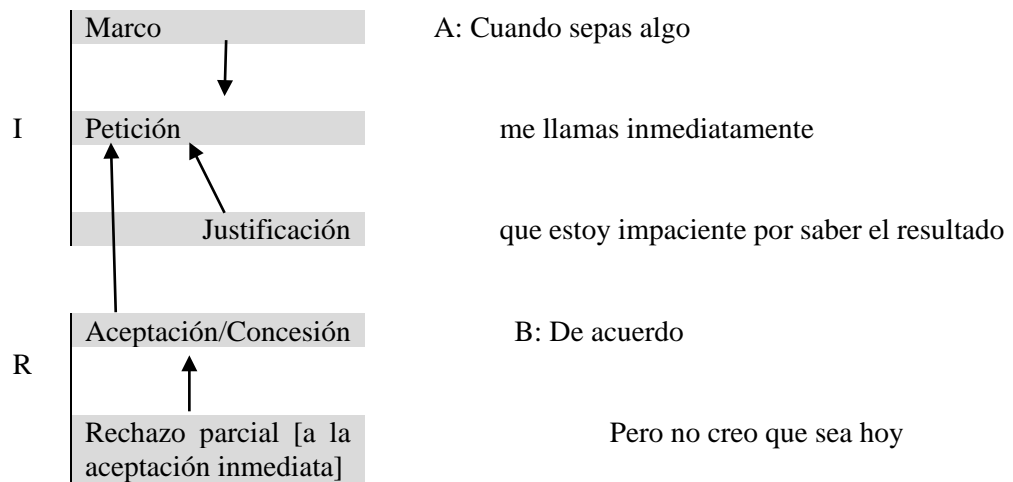 Marco A: Cuando sepas algo
I Petición me llamas inmediatamente
Justificación que estoy impaciente por saber el resultado
Aceptación/Concesión B: De acuerdo
R
Rechazo parcial [a la Pero no creo que sea hoy
aceptación inmediata]